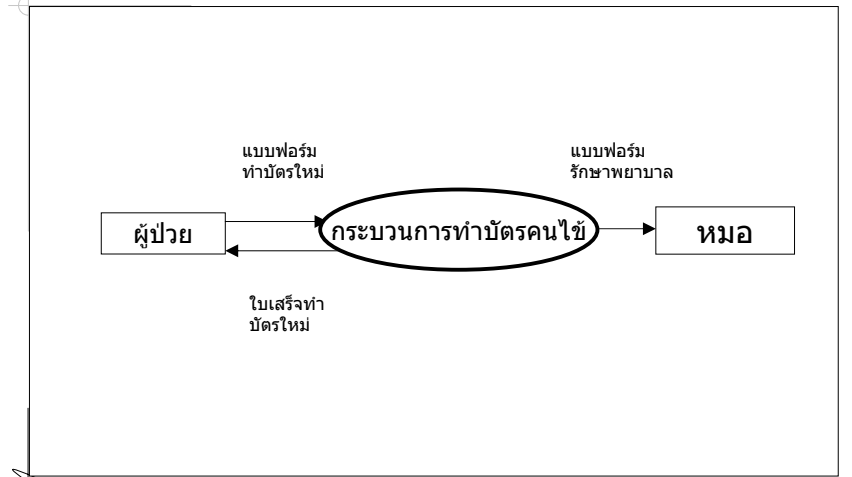 แบบฟอร์ม
ทำบัตรใหม่
แบบฟอร์ม
รักษาพยาบาล
ผู้ป่วย
กระบวนการทำบัตรคนไข้
หมอ
ใบเสร็จทำ
บัตรใหม่